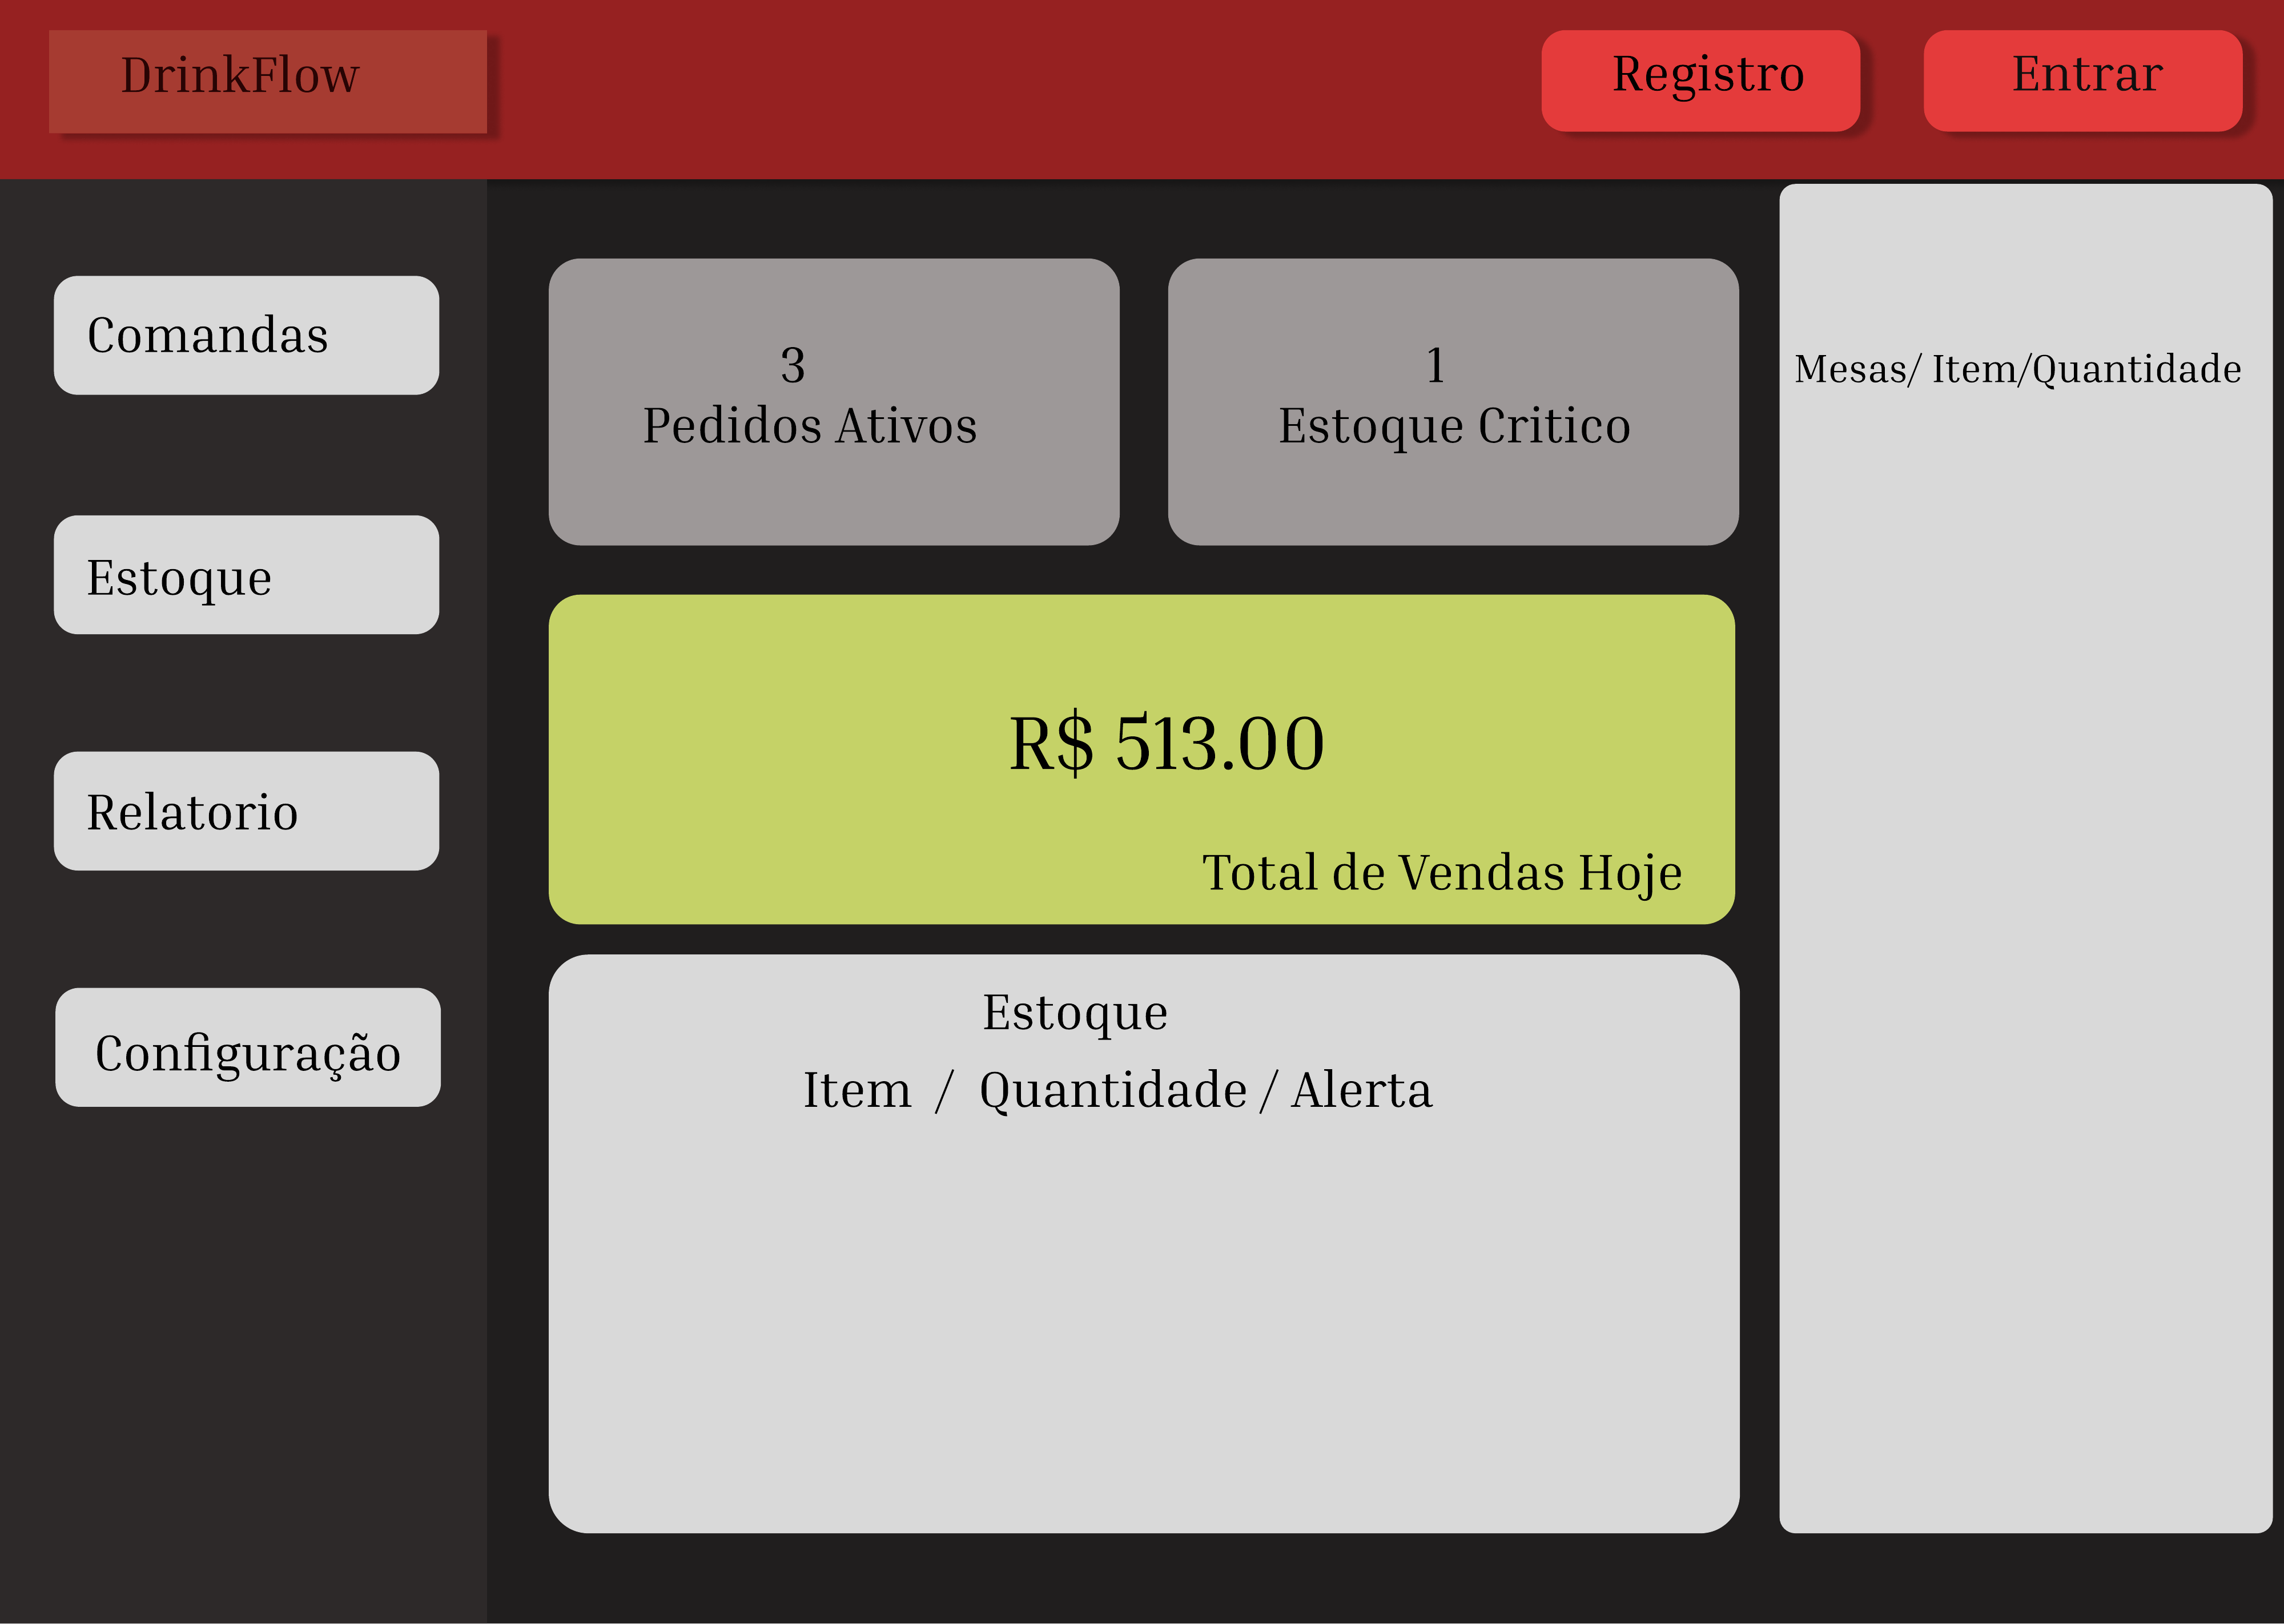 DrinkFlow
Registro
Entrar
Comandas
Estoque
Relatorio
Configuração
3
Pedidos Ativos
1
Estoque Critico
R$ 513.00
Total de Vendas Hoje
Estoque
Item / Quantidade / Alerta
Mesas/ Item/Quantidade